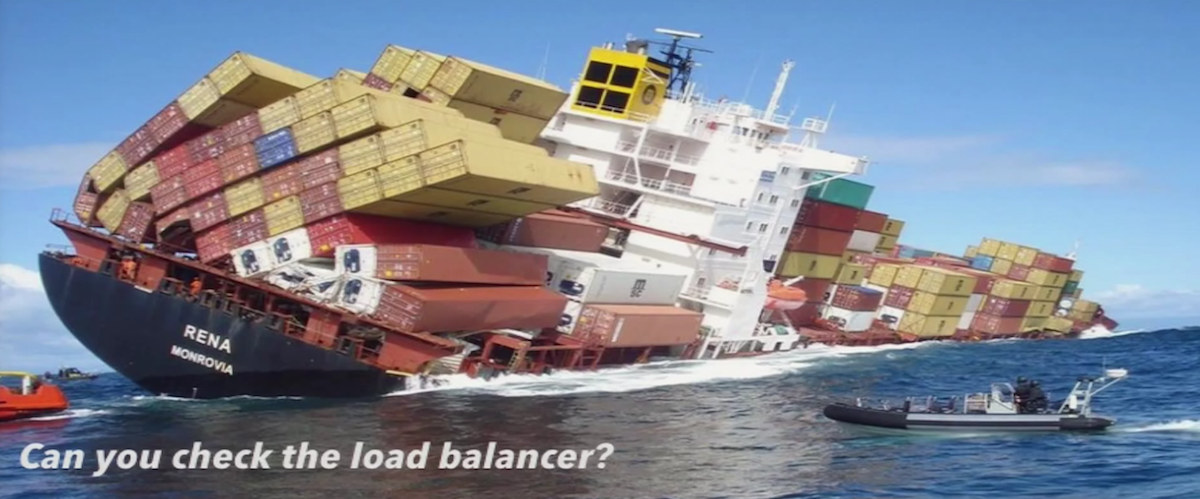 RENA
MONROVIA
Can you check the load balancer?